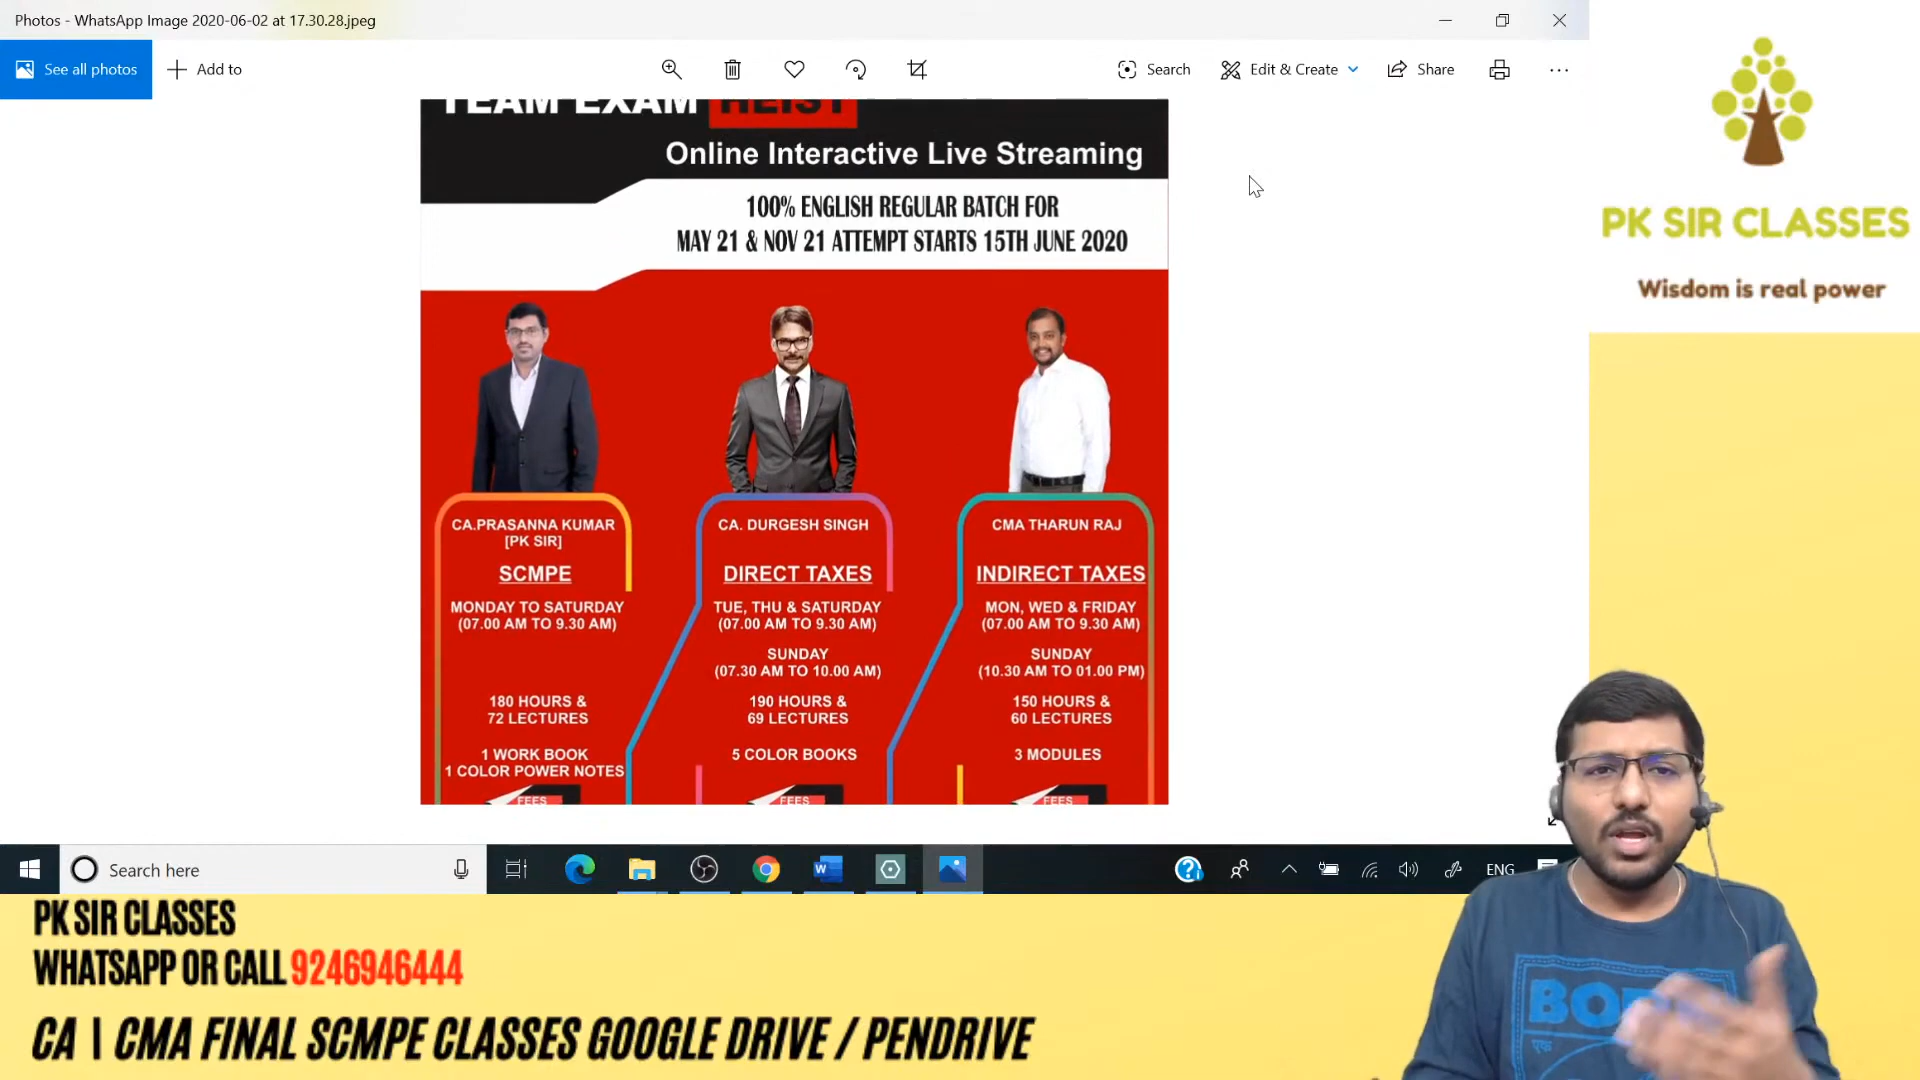 Photos - WhatsApp Image 2020-06-02 at 17.30.28.jpeg
See all photos
Add to
Search
Edit & Create
Share
TEAM EXAM HEIST
Online Interactive Live Streaming
100% ENGLISH REGULAR BATCH FOR
MAY 21 & NOV 21 ATTEMPT STARTS 15TH JUNE 2020
CA.PRASANNA KUMAR
[PK SIR]
SCMPE
MONDAY TO SATURDAY
(07.00 AM TO 9.30 AM)
180 HOURS &
72 LECTURES
1 WORK BOOK
1 COLOR POWER NOTES
FEES
CA. DURGESH SINGH
DIRECT TAXES
TUE, THU & SATURDAY
(07.00 AM TO 9.30 AM)
SUNDAY
(07.30 AM TO 10.00 AM)
190 HOURS &
69 LECTURES
5 COLOR BOOKS
FEES
CMA THARUN RAJ
INDIRECT TAXES
MON, WED & FRIDAY
(07.00 AM TO 9.30 AM)
SUNDAY
(10.30 AM TO 01.00 PM)
150 HOURS &
60 LECTURES
3 MODULES
FEES
PK SIR CLASSES
Wisdom is real power
Search here
ENG
PK SIR CLASSES
WHATSAPP OR CALL 9246946444
CA \ CMA FINAL SCMPE CLASSES GOOGLE DRIVE / PENDRIVE